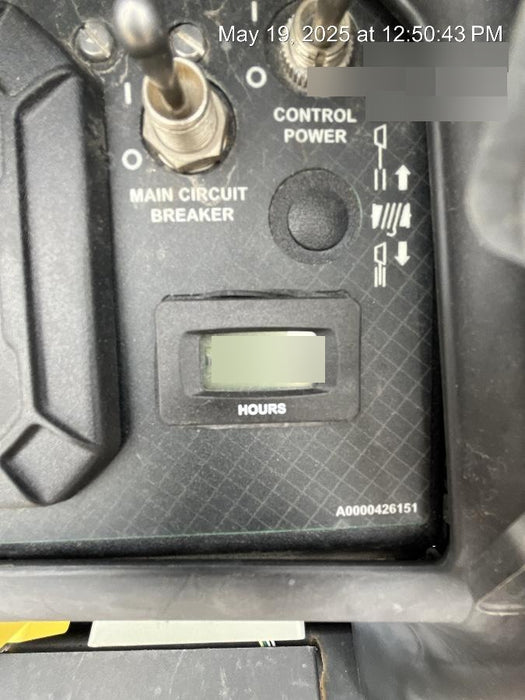 May 19, 2025 at 12:50:43 PM
I
I
O
CONTROL
POWER
O
MAIN CIRCUIT
BREAKER
HOURS
A0000426151